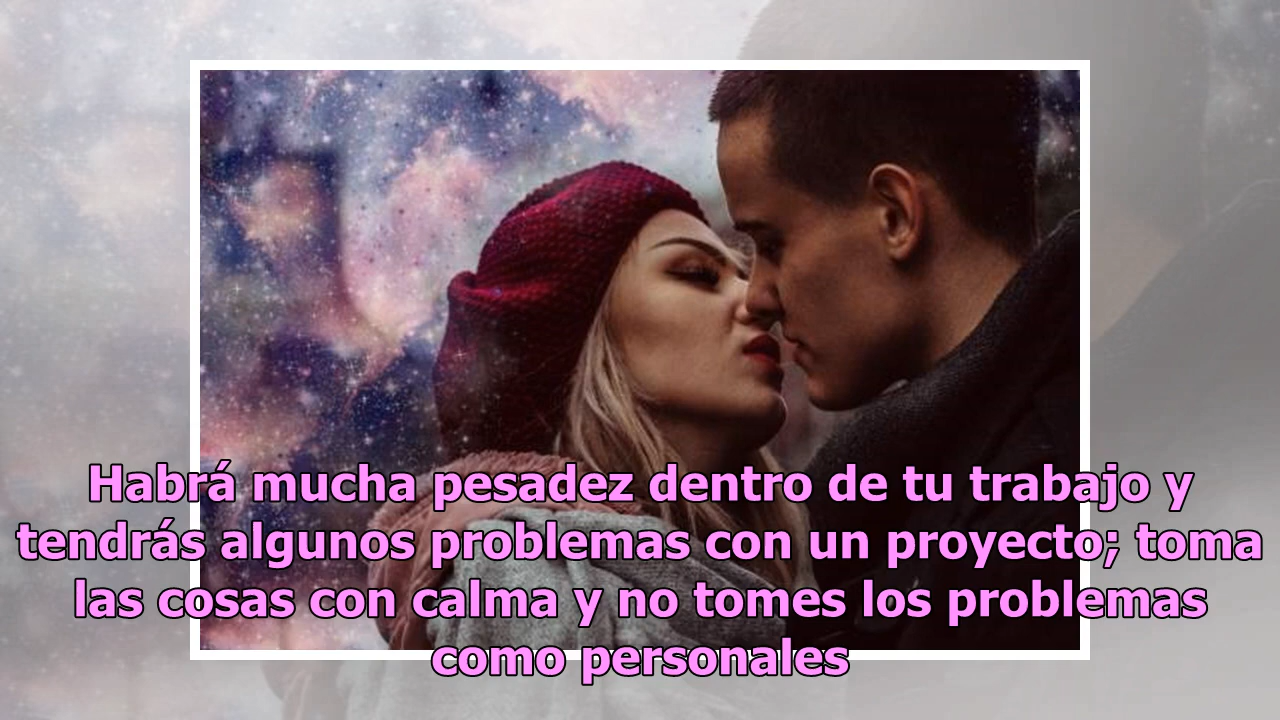 Habrá mucha pesadez dentro de tu trabajo y
tendrás algunos problemas con un proyecto; toma
las cosas con calma y no tomes los problemas
como personales